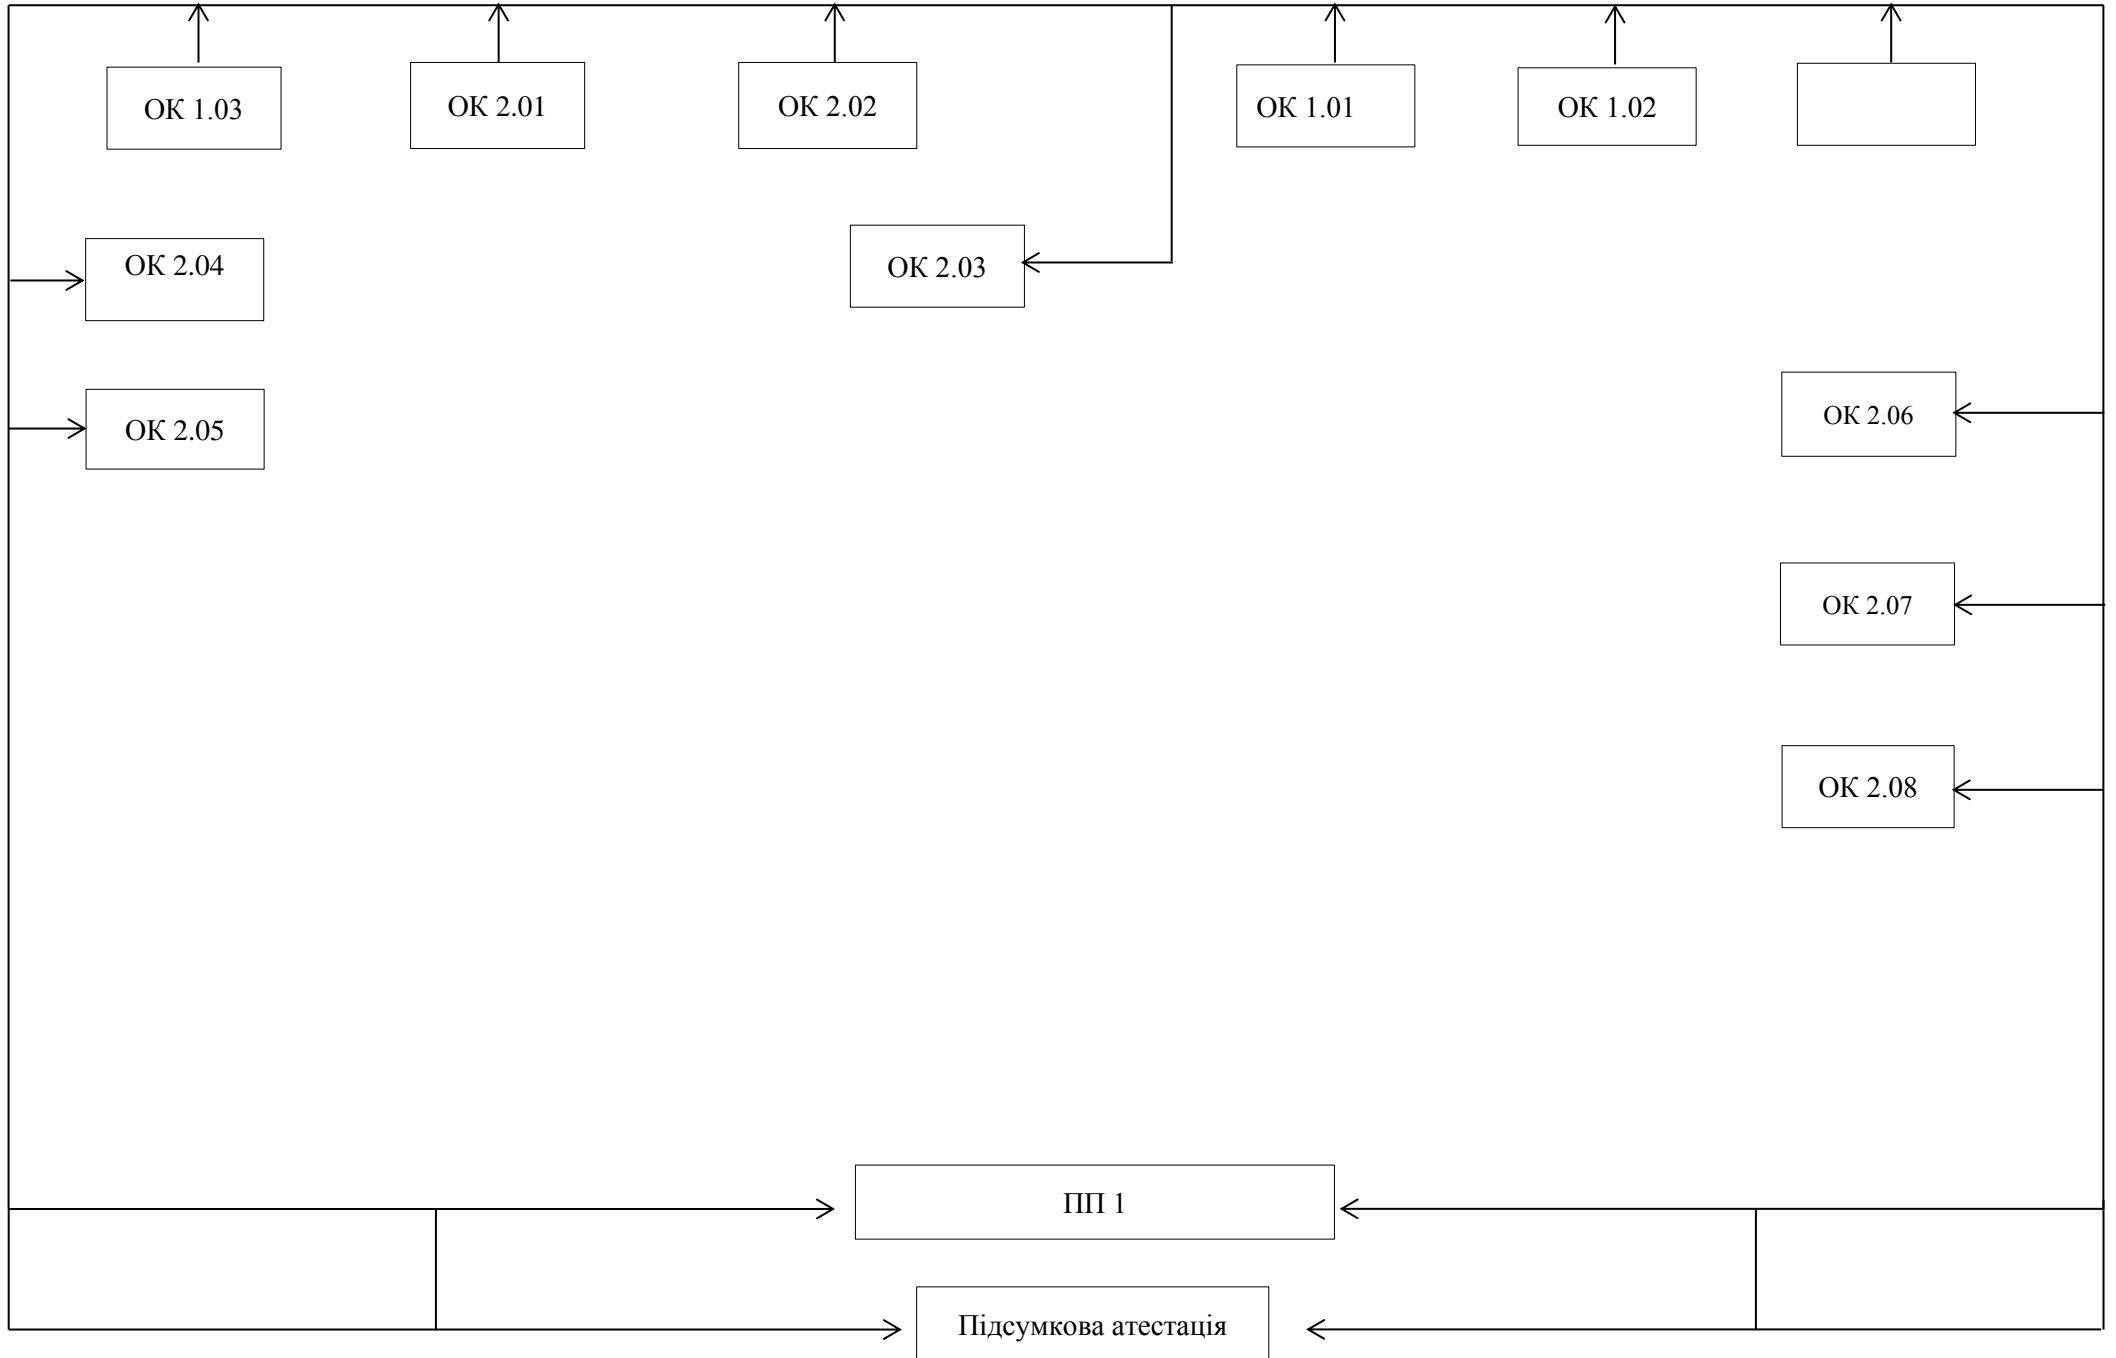 ОК 1.03
ОК 2.01
ОК 2.02
ОК 1.01
ОК 1.02
ОК 2.04
ОК 2.03
ОК 2.05
ОК 2.06
ОК 2.07
ОК 2.08
ПП 1
Підсумкова атестація